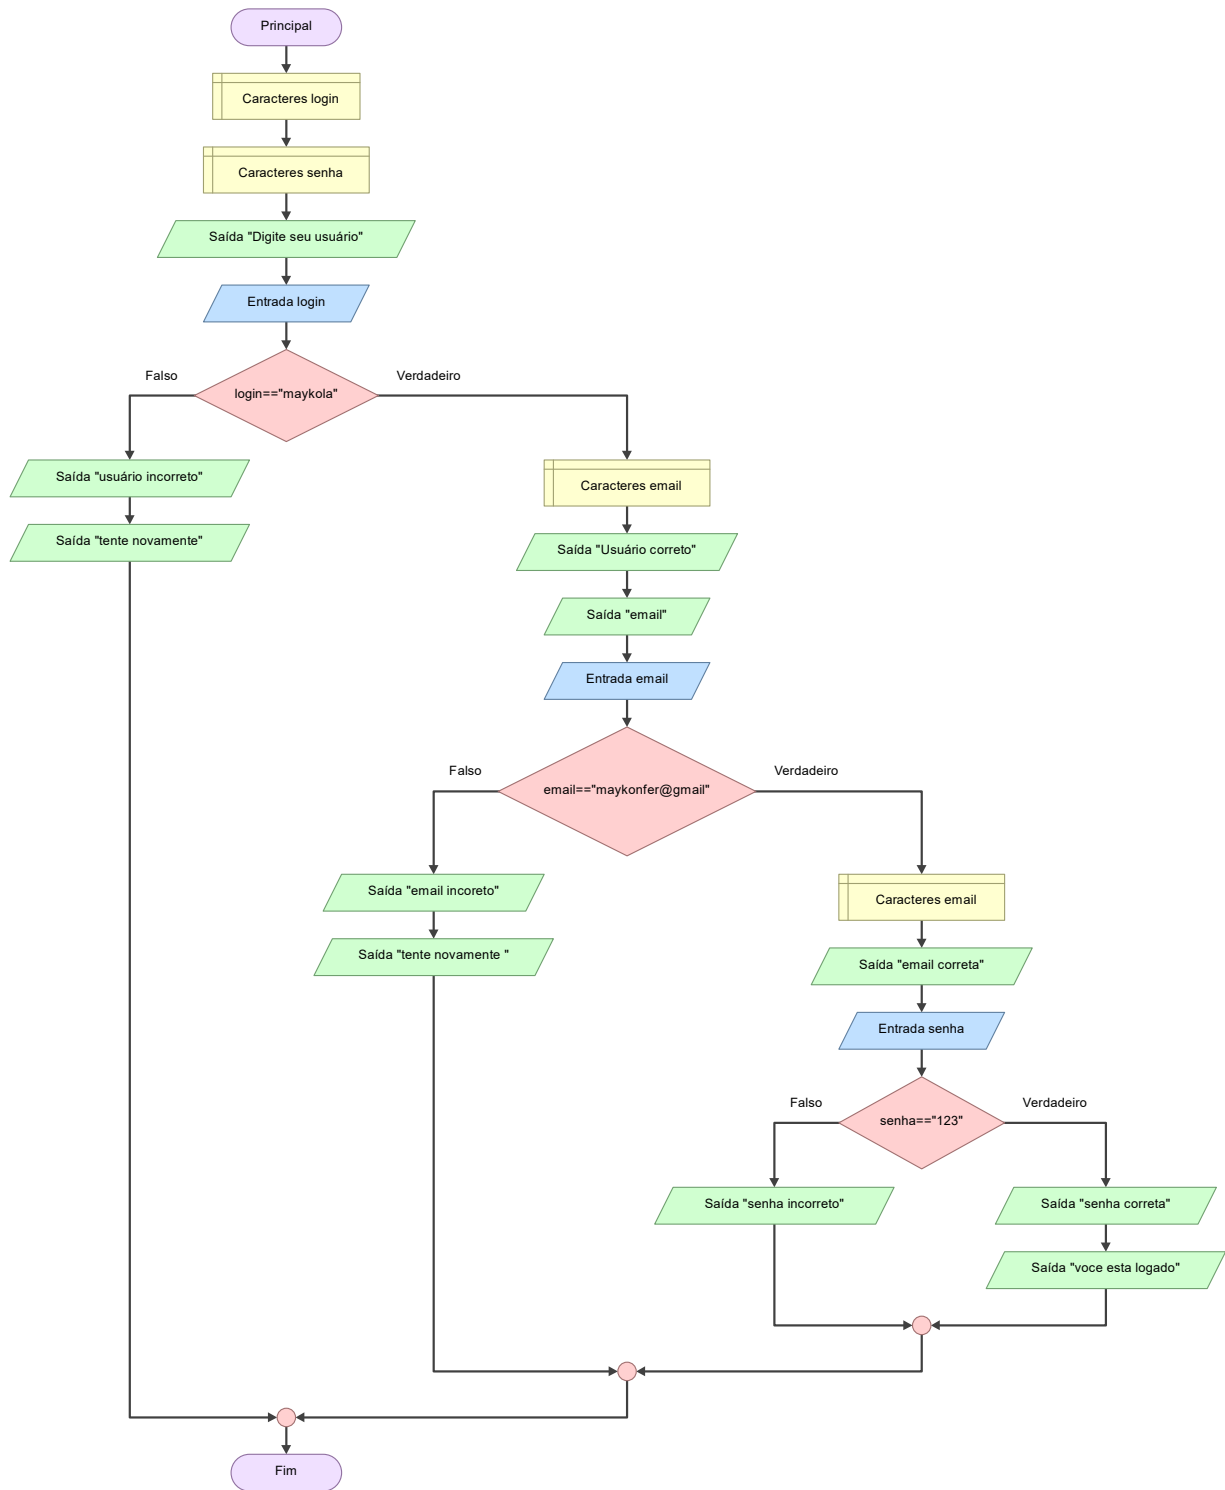 Principal
Caracteres login
Caracteres senha
Saída "Digite seu usuário"
Entrada login
Falso
Verdadeiro
login=="maykola"
Saída "usuário incorreto"
Saída "tente novamente"
Caracteres email
Saída "Usuário correto"
Saída "email"
Entrada email
Falso
Verdadeiro
email=="maykonfer@gmail"
Saída "email incoreto"
Saída "tente novamente "
Caracteres email
Saída "email correta"
Entrada senha
Falso
Verdadeiro
senha=="123"
Saída "senha incorreto"
Saída "senha correta"
Saída "voce esta logado"
Fim